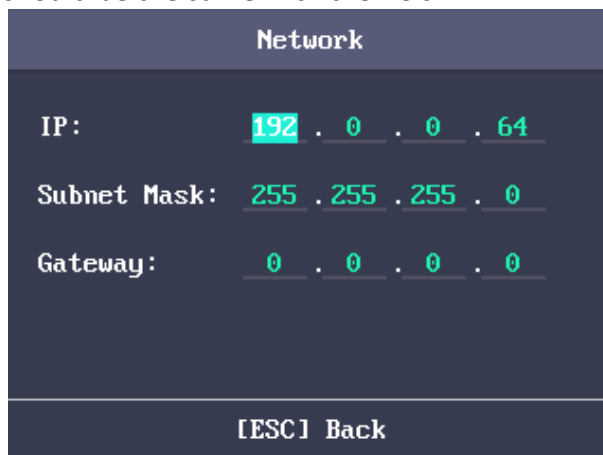 Network
IP: 192 . 0 . 0 . 64
Subnet Mask: 255 . 255 . 255 . 0
Gateway: 0 . 0 . 0 . 0
[ESC] Back